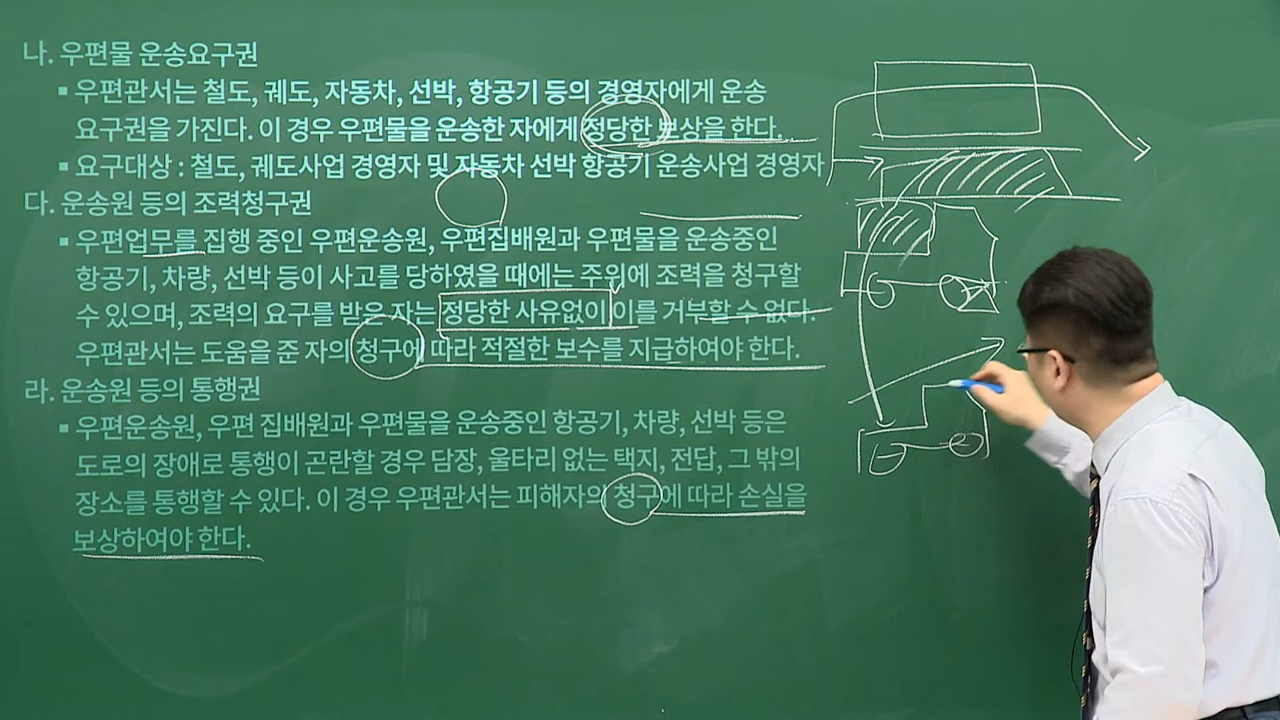 나. 우편물 운송요구권
▪ 우편관서는 철도, 궤도, 자동차, 선박, 항공기 등의 경영자에게 운송
요구권을 가진다. 이 경우 우편물을 운송한 자에게 정당한 보상을 한다.
▪ 요구대상 : 철도, 궤도사업 경영자 및 자동차 선박 항공기 운송사업 경영자
다. 운송원 등의 조력청구권
▪ 우편업무를 집행 중인 우편운송원, 우편집배원과 우편물을 운송중인
항공기, 차량, 선박 등이 사고를 당하였을 때에는 주위에 조력을 청구할
수 있으며, 조력의 요구를 받은 자는 정당한 사유없이 이를 거부할 수 없다.
우편관서는 도움을 준 자의 청구에 따라 적절한 보수를 지급하여야 한다.
라. 운송원 등의 통행권
▪ 우편운송원, 우편 집배원과 우편물을 운송중인 항공기, 차량, 선박 등은
도로의 장애로 통행이 곤란할 경우 담장, 울타리 없는 택지, 전답, 그 밖의
장소를 통행할 수 있다. 이 경우 우편관서는 피해자의 청구에 따라 손실을
보상하여야 한다.